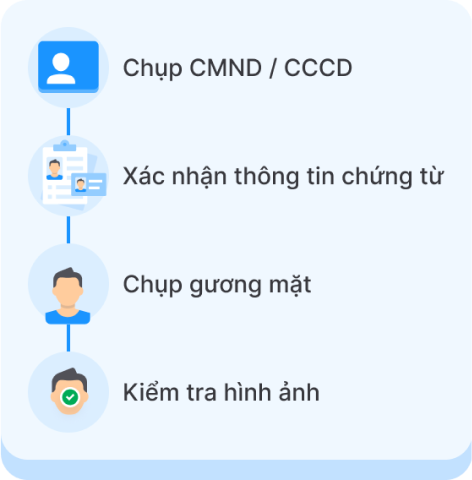 Chụp CMND / CCCD
Xác nhận thông tin chứng từ
Chụp gương mặt
Kiểm tra hình ảnh